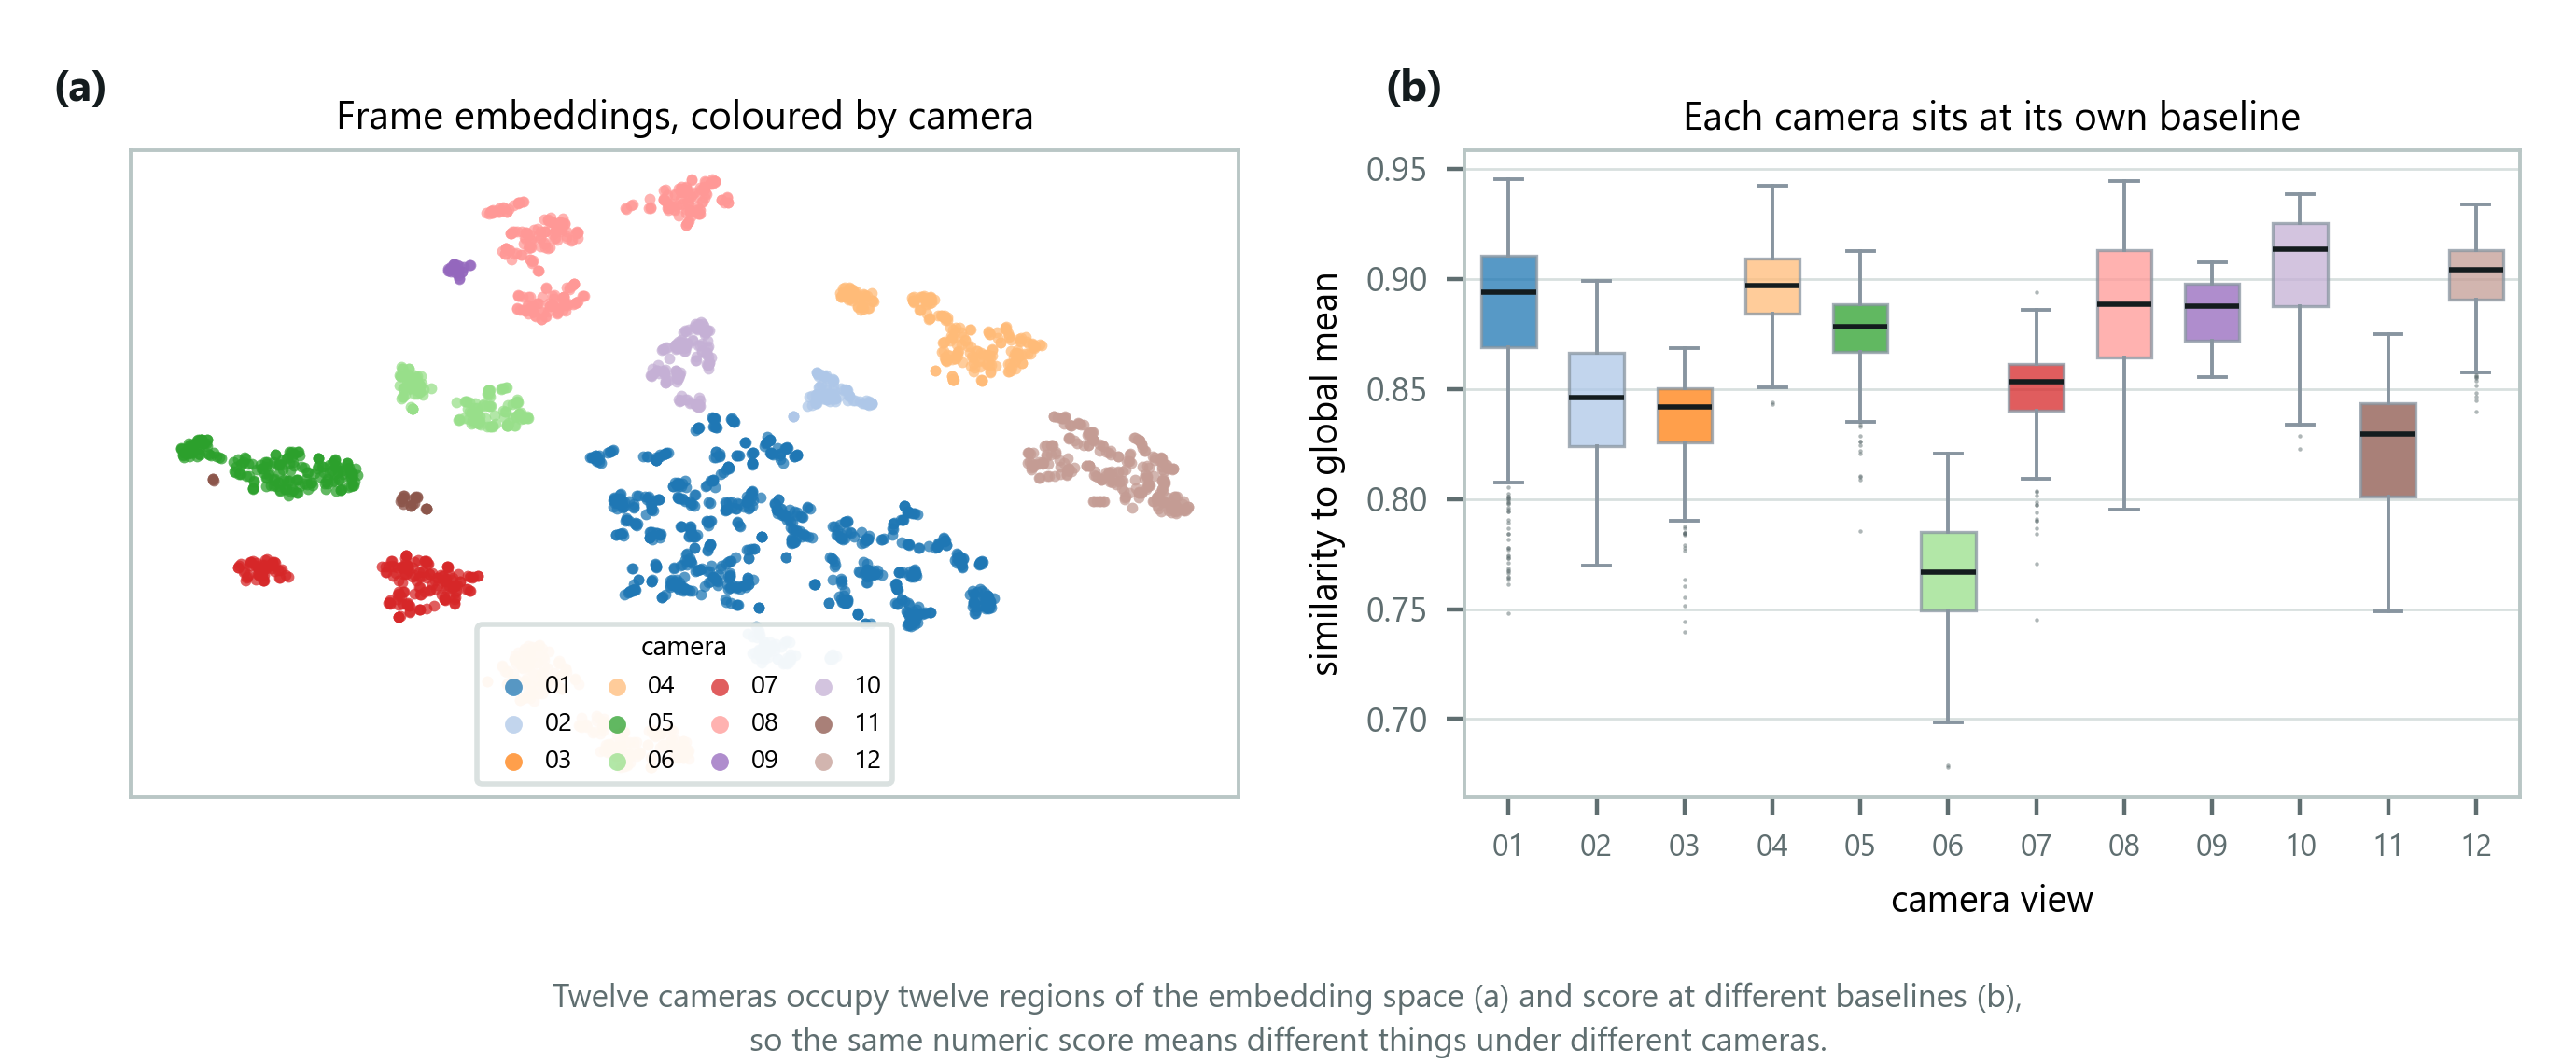 (a)
Frame embeddings, coloured by camera
camera
01 04 07 10
02 05 08 11
03 06 09 12
(b)
Each camera sits at its own baseline
similarity to global mean
0.95
0.90
0.85
0.80
0.75
0.70
01 02 03 04 05 06 07 08 09 10 11 12
camera view
Twelve cameras occupy twelve regions of the embedding space (a) and score at different baselines (b),
so the same numeric score means different things under different cameras.